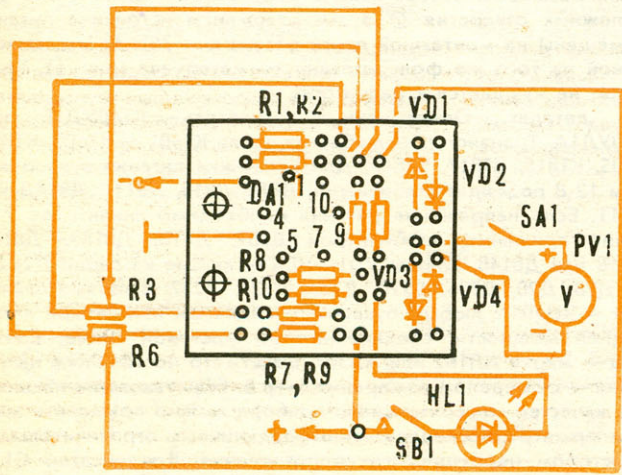 R1, R2
VD1
VD2
DA1
1
10
4
9
5
7
R8
VD3
R10
VD4
SA1
PV1
+
V
−
R3
R6
R7, R9
HL1
SB1
−
+